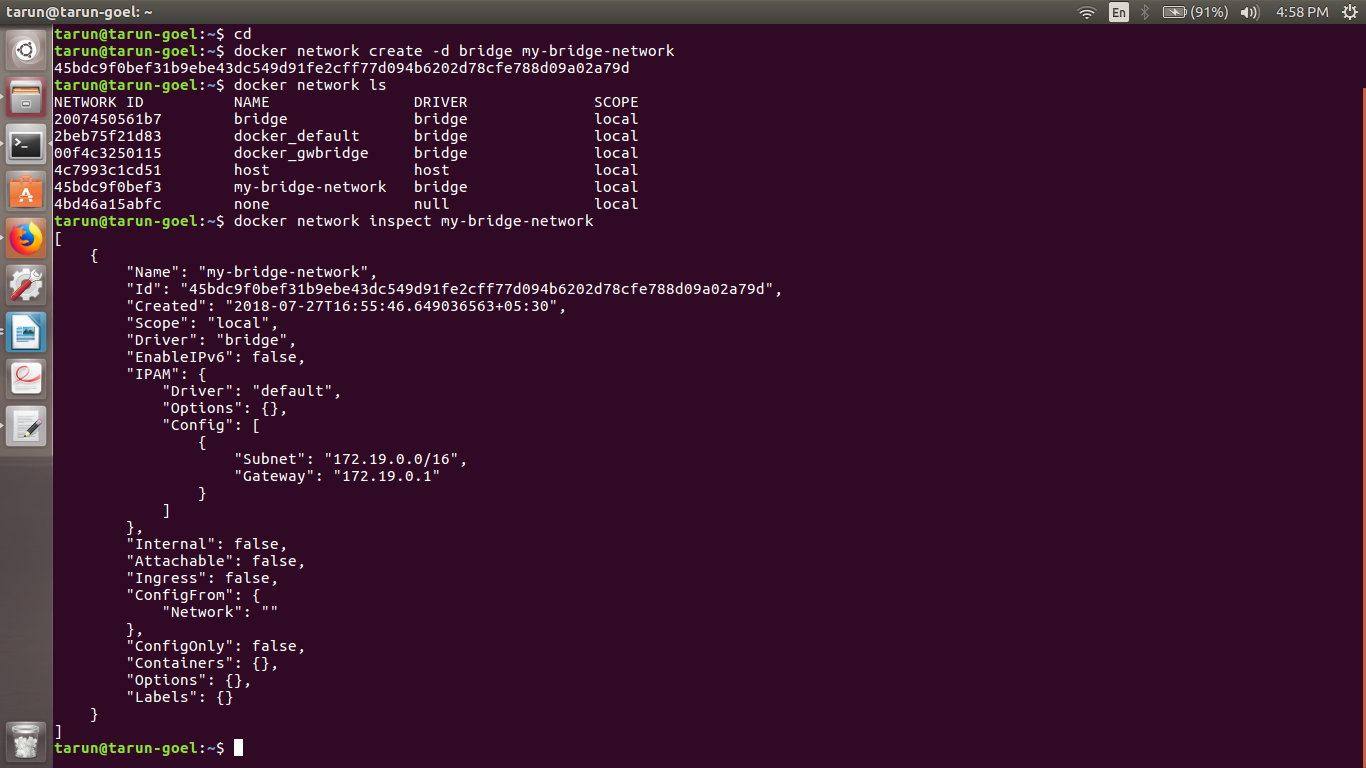 tarun@tarun-goel: ~
En
(91%)
4:58 PM
tarun@tarun-goel:~$ cd
tarun@tarun-goel:~$ docker network create -d bridge my-bridge-network
45bdc9f0bef31b9ebe43dc549d91fe2cff77d094b6202d78cfe788d09a02a79d
tarun@tarun-goel:~$ docker network ls
NETWORK ID          NAME                DRIVER              SCOPE
2007450561b7        bridge              bridge              local
2beb75f21d83        docker_default      bridge              local
00f4c3250115        docker_gwbridge     bridge              local
4c7993c1cd51        host                host                local
45bdc9f0bef3        my-bridge-network   bridge              local
4bd46a15abfc        none                null                local
tarun@tarun-goel:~$ docker network inspect my-bridge-network
[
    {
        "Name": "my-bridge-network",
        "Id": "45bdc9f0bef31b9ebe43dc549d91fe2cff77d094b6202d78cfe788d09a02a79d",
        "Created": "2018-07-27T16:55:46.649036563+05:30",
        "Scope": "local",
        "Driver": "bridge",
        "EnableIPv6": false,
        "IPAM": {
            "Driver": "default",
            "Options": {},
            "Config": [
                {
                    "Subnet": "172.19.0.0/16",
                    "Gateway": "172.19.0.1"
                }
            ]
        },
        "Internal": false,
        "Attachable": false,
        "Ingress": false,
        "ConfigFrom": {
            "Network": ""
        },
        "ConfigOnly": false,
        "Containers": {},
        "Options": {},
        "Labels": {}
    }
]
tarun@tarun-goel:~$